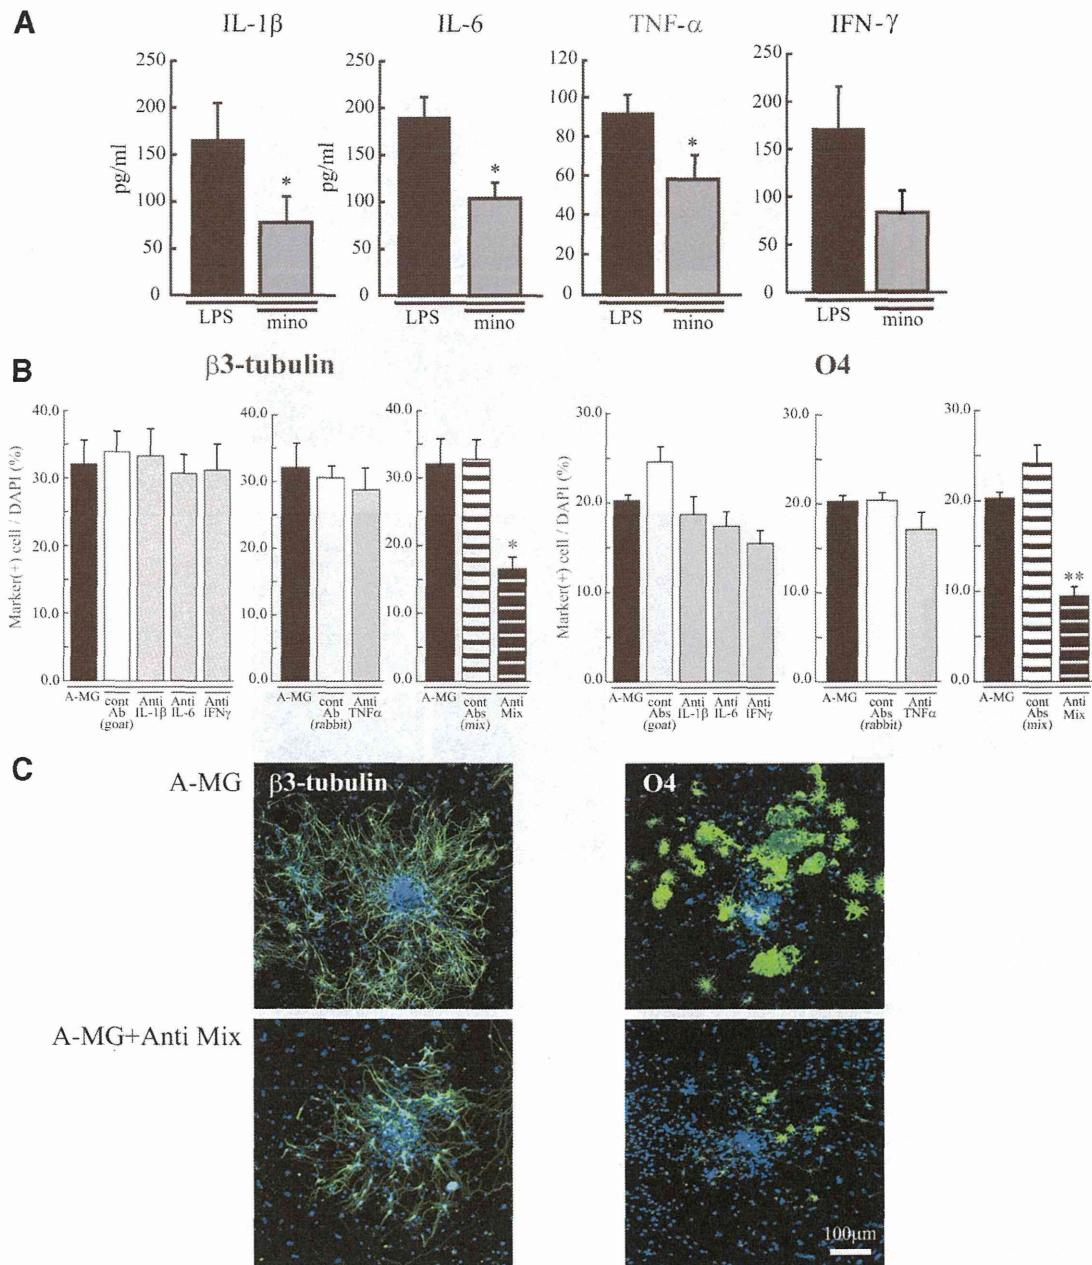 A
IL-1β IL-6 TNF-α IFN-γ
pg/ml
250
200
150
100
50
0
LPS mino
pg/ml
250
200
150
100
50
0
LPS mino
120
100
80
60
40
20
0
LPS mino
250
200
150
100
50
0
LPS mino
*
*
*
B
β3-tubulin
O4
Marker(+) cell / DAPI (%)
40.0
30.0
20.0
10.0
0.0
A-MG cont Anti Anti Anti
Ab IL-1β IL-6 IFNγ
(goat)
40.0
30.0
20.0
10.0
0.0
A-MG cont Anti
Ab TNFα
(rabbit)
40.0
30.0
20.0
10.0
0.0
*
A-MG cont Anti
Abs Mix
(mix)
Marker(+) cell / DAPI (%)
30.0
20.0
10.0
0.0
A-MG cont Anti Anti Anti
Abs IL-1β IL-6 IFNγ
(goat)
30.0
20.0
10.0
0.0
A-MG cont Anti
Abs TNFα
(rabbit)
30.0
20.0
10.0
0.0
**
A-MG cont Anti
Abs Mix
(mix)
C
A-MG
β3-tubulin
O4
A-MG+Anti Mix
100μm